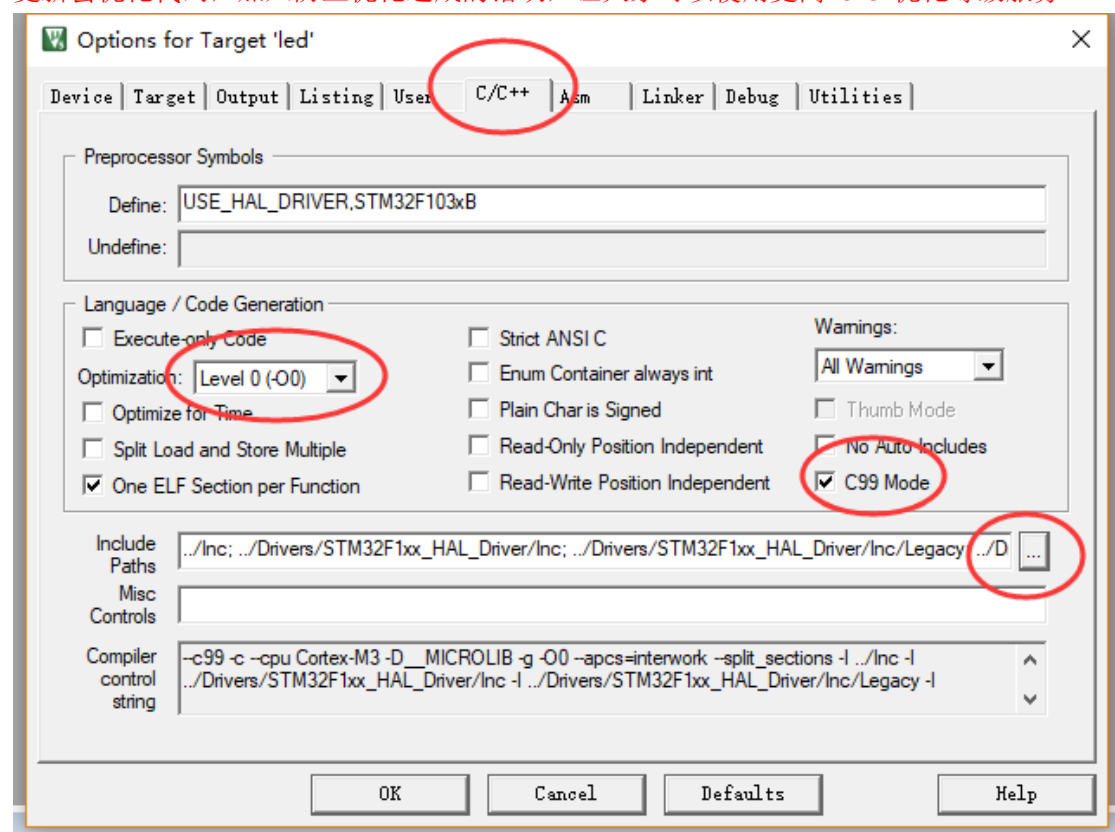 Options for Target 'led'
Device Target Output Listing User C/C++ Asm Linker Debug Utilities
Preprocessor Symbols
Define: USE_HAL_DRIVER,STM32F103xB
Undefine:
Language / Code Generation
Execute-only Code Strict ANSI C Warnings:
Optimization: Level 0 (-O0) Enum Container always int All Warnings
Optimize for Time Plain Char is Signed Thumb Mode
Split Load and Store Multiple Read-Only Position Independent No Auto Includes
One ELF Section per Function Read-Write Position Independent C99 Mode
Include Paths ../Inc; ../Drivers/STM32F1xx_HAL_Driver/Inc; ../Drivers/STM32F1xx_HAL_Driver/Inc/Legacy; ../D ...
Misc Controls
Compiler control string --c99 -c --cpu Cortex-M3 -D__MICROLIB -g -O0 --apcs=interwork --split_sections -I ../Inc -I
../Drivers/STM32F1xx_HAL_Driver/Inc -I ../Drivers/STM32F1xx_HAL_Driver/Inc/Legacy -I
OK Cancel Defaults Help